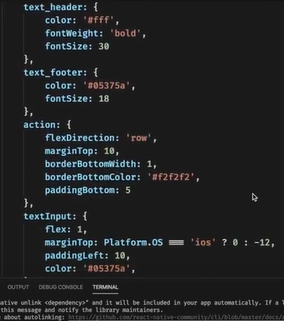 text_header: {
color: '#fff',
fontWeight: 'bold',
fontSize: 30
},
text_footer: {
color: '#05375a',
fontSize: 18
},
action: {
flexDirection: 'row',
marginTop: 10,
borderBottomWidth: 1,
borderBottomColor: '#f2f2f2',
paddingBottom: 5
},
textInput: {
flex: 1,
marginTop: Platform.OS === 'ios' ? 0 : -12,
paddingLeft: 10,
color: '#05375a',
OUTPUT DEBUG CONSOLE TERMINAL
ative unlink <dependency>" and it will be included in your app automatically. If a l
is message and notify the library maintainers.
about autolinking: https://github.com/react-native-community/cli/blob/master/docs/a